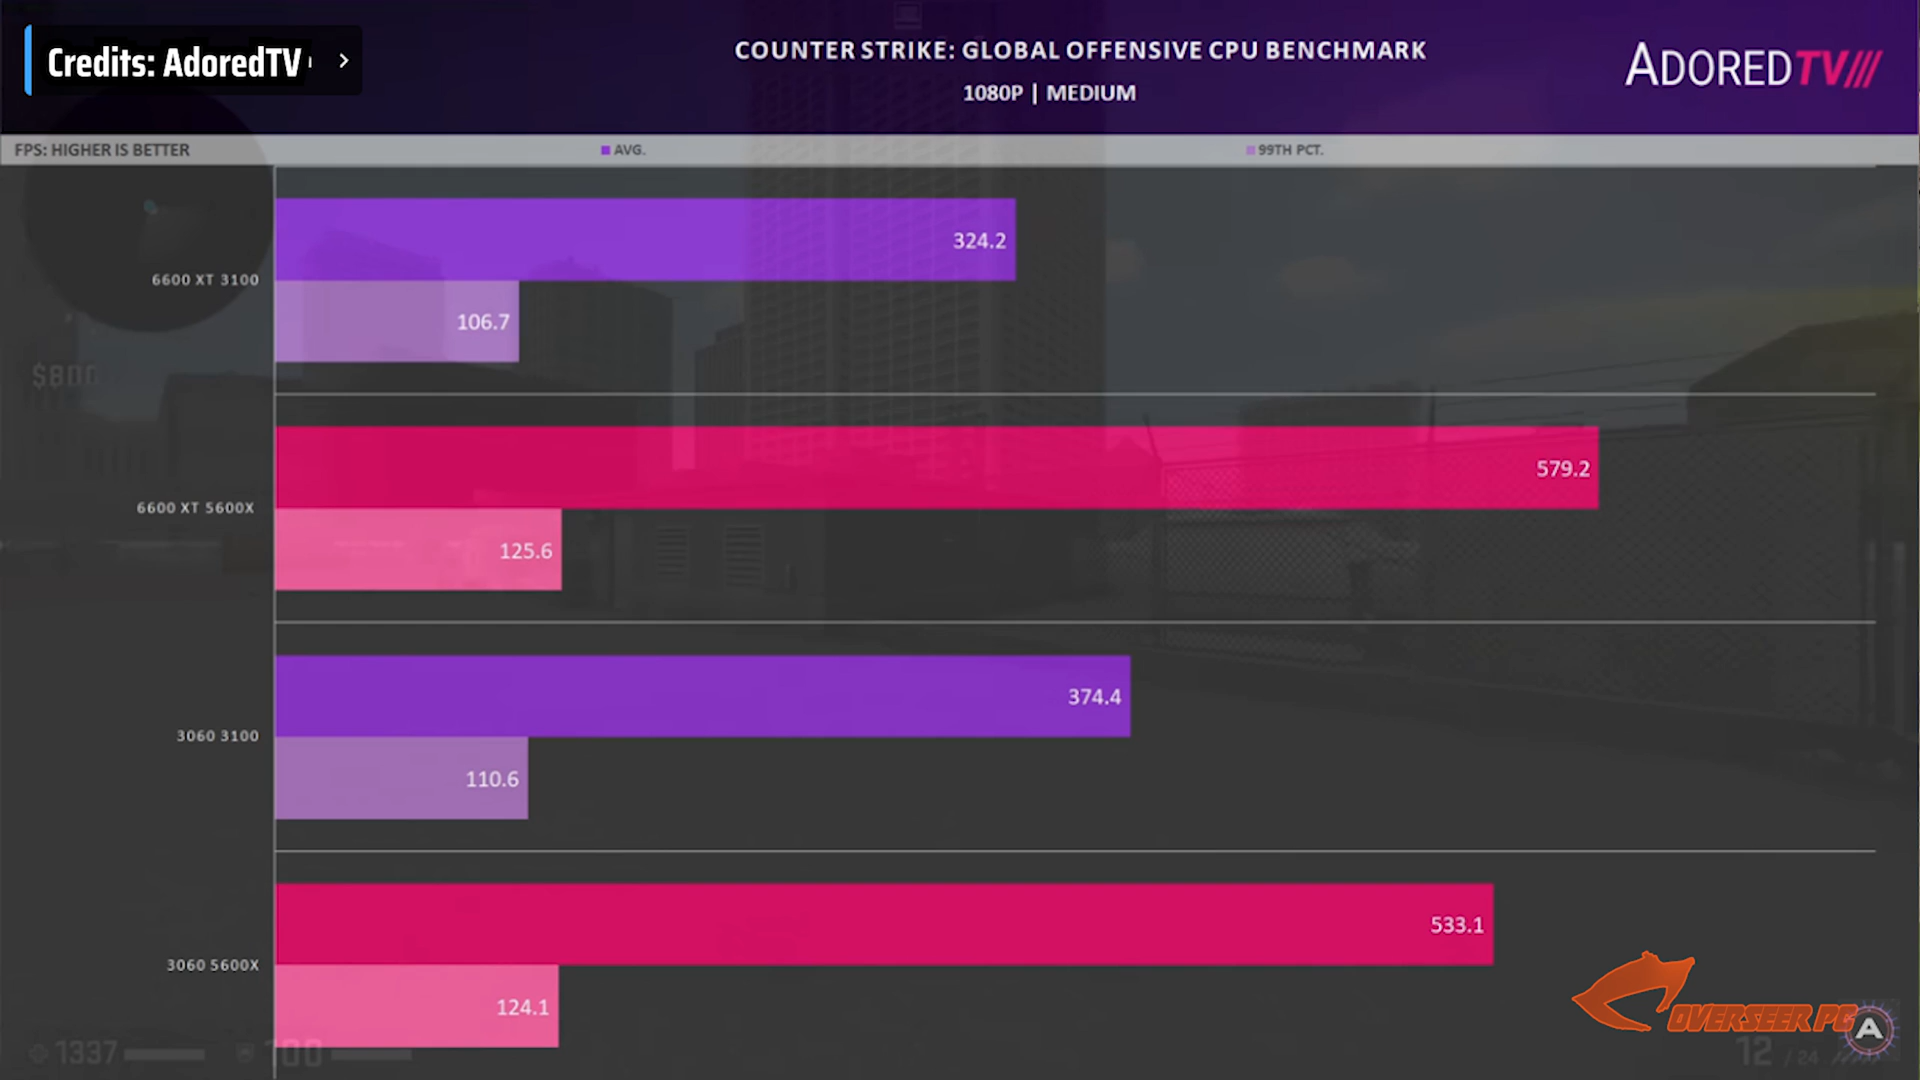 Credits: AdoredTV
COUNTER STRIKE: GLOBAL OFFENSIVE CPU BENCHMARK
1080P | MEDIUM
ADOREDTV
FPS: HIGHER IS BETTER
AVG.
99TH PCT.
324.2
6600 XT 3100
106.7
$800
579.2
6600 XT 5600X
125.6
374.4
3060 3100
110.6
533.1
3060 5600X
124.1
OVERSEER PC
A
1337
100
12 / 24